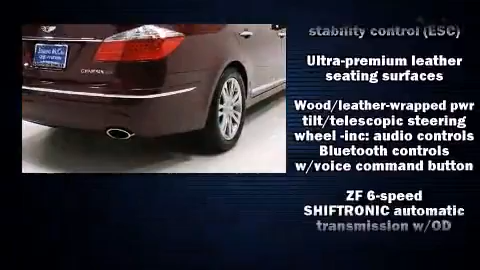 stability control (ESC)
Ultra-premium leather
seating surfaces
Wood/leather-wrapped pwr
tilt/telescopic steering
wheel -inc: audio controls
Bluetooth controls
w/voice command button
ZF 6-speed
SHIFTRONIC automatic
transmission w/OD
GENESIS